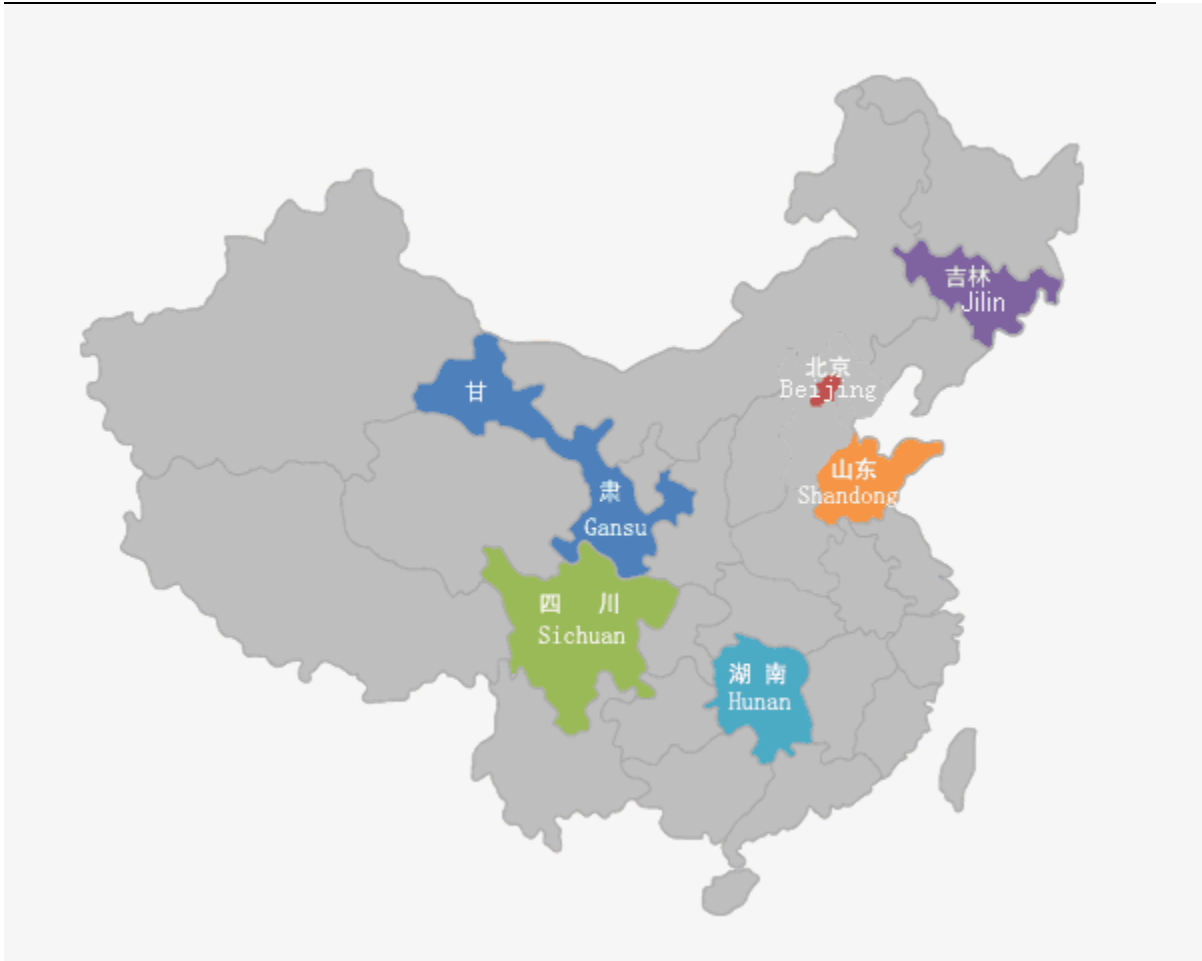 吉林
Jilin
北京
Beijing
甘
肃
Gansu
山东
Shandong
四 川
Sichuan
湖 南
Hunan